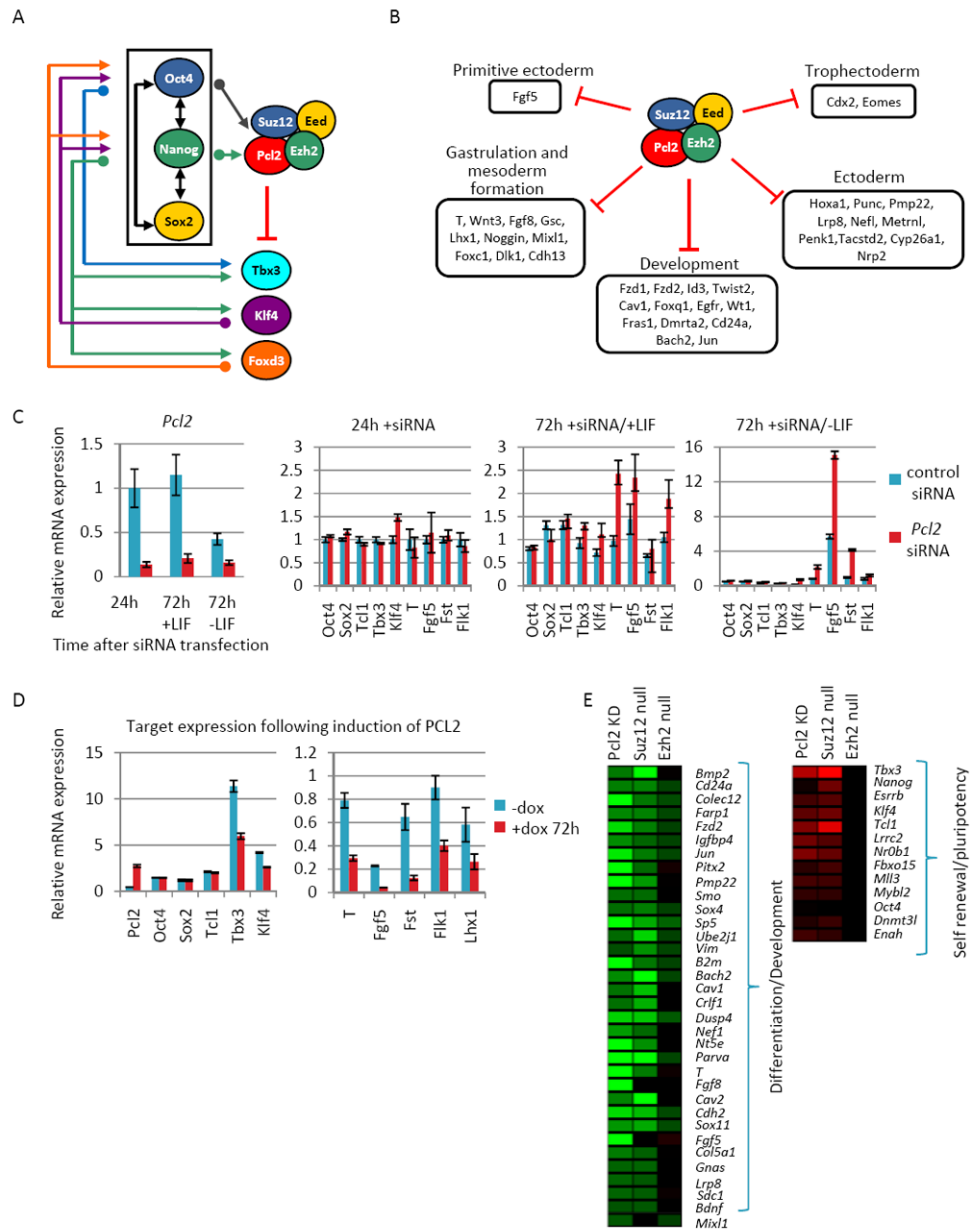 A
Oct4
Nanog
Sox2
Suz12
Eed
Pcl2
Ezh2
Tbx3
Klf4
Foxd3
B
Primitive ectoderm
Fgf5
Trophectoderm
Cdx2, Eomes
Suz12
Eed
Pcl2
Ezh2
Gastrulation and
mesoderm
formation
T, Wnt3, Fgf8, Gsc,
Lhx1, Noggin, Mixl1,
Foxc1, Dlk1, Cdh13
Ectoderm
Hoxa1, Punc, Pmp22,
Lrp8, Nefl, Metrnl,
Penk1,Tacstd2, Cyp26a1,
Nrp2
Development
Fzd1, Fzd2, Id3, Twist2,
Cav1, Foxq1, Egfr, Wt1,
Fras1, Dmrta2, Cd24a,
Bach2, Jun
C
Relative mRNA expression
Pcl2
1.5
1
0.5
0
24h
72h
+LIF
72h
-LIF
Time after siRNA transfection
24h +siRNA
3
2.5
2
1.5
1
0.5
0
Oct4
Sox2
Tcl1
Tbx3
Klf4
T
Fgf5
Fst
Flk1
72h +siRNA/+LIF
3
2.5
2
1.5
1
0.5
0
Oct4
Sox2
Tcl1
Tbx3
Klf4
T
Fgf5
Fst
Flk1
72h +siRNA/-LIF
16
12
8
4
0
Oct4
Sox2
Tcl1
Tbx3
Klf4
T
Fgf5
Fst
Flk1
control
siRNA
Pcl2
siRNA
D
Target expression following induction of PCL2
Relative mRNA expression
15
10
5
0
Pcl2
Oct4
Sox2
Tcl1
Tbx3
Klf4
1.2
1
0.8
0.6
0.4
0.2
0
T
Fgf5
Fst
Flk1
Lhx1
-dox
+dox 72h
E
Pcl2 KD
Suz12 null
Ezh2 null
Bmp2
Cd24a
Colec12
Farp1
Fzd2
Igfbp4
Jun
Pitx2
Pmp22
Smo
Sox4
Sp5
Ube2j1
Vim
B2m
Bach2
Cav1
Crlf1
Dusp4
Nef1
Nt5e
Parva
T
Fgf8
Cav2
Cdh2
Sox11
Fgf5
Col5a1
Gnas
Lrp8
Sdc1
Bdnf
Mixl1
Differentiation/Development
Pcl2 KD
Suz12 null
Ezh2 null
Tbx3
Nanog
Esrrb
Klf4
Tcl1
Lrrc2
Nr0b1
Fbxo15
Mll3
Mybl2
Oct4
Dnmt3l
Enah
Self renewal/pluripotency